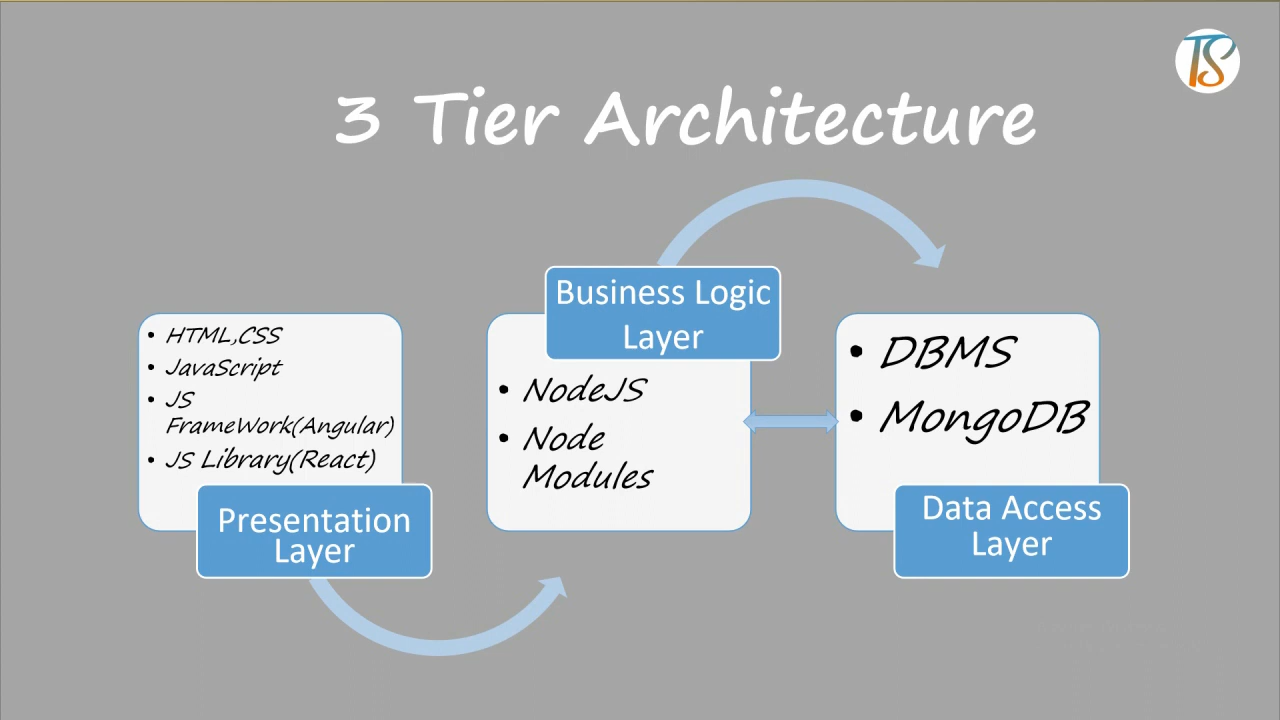 TS
3 Tier Architecture
• HTML,CSS
• JavaScript
• JS
FrameWork(Angular)
• JS Library(React)
Presentation
Layer
Business Logic
Layer
• NodeJS
• Node
Modules
• DBMS
• MongoDB
Data Access
Layer